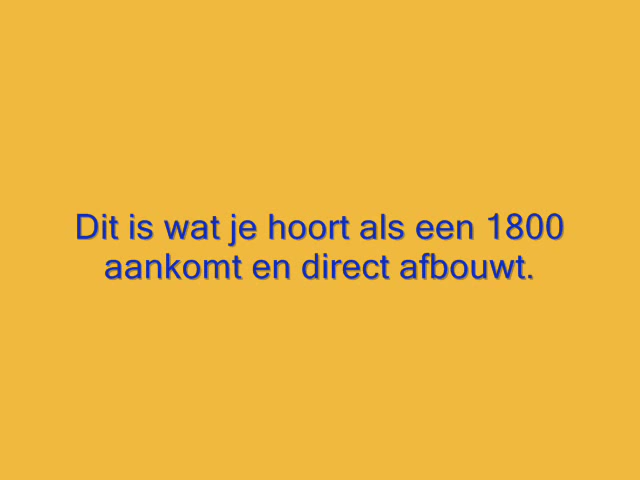 Dit is wat je hoort als een 1800
aankomt en direct afbouwt.